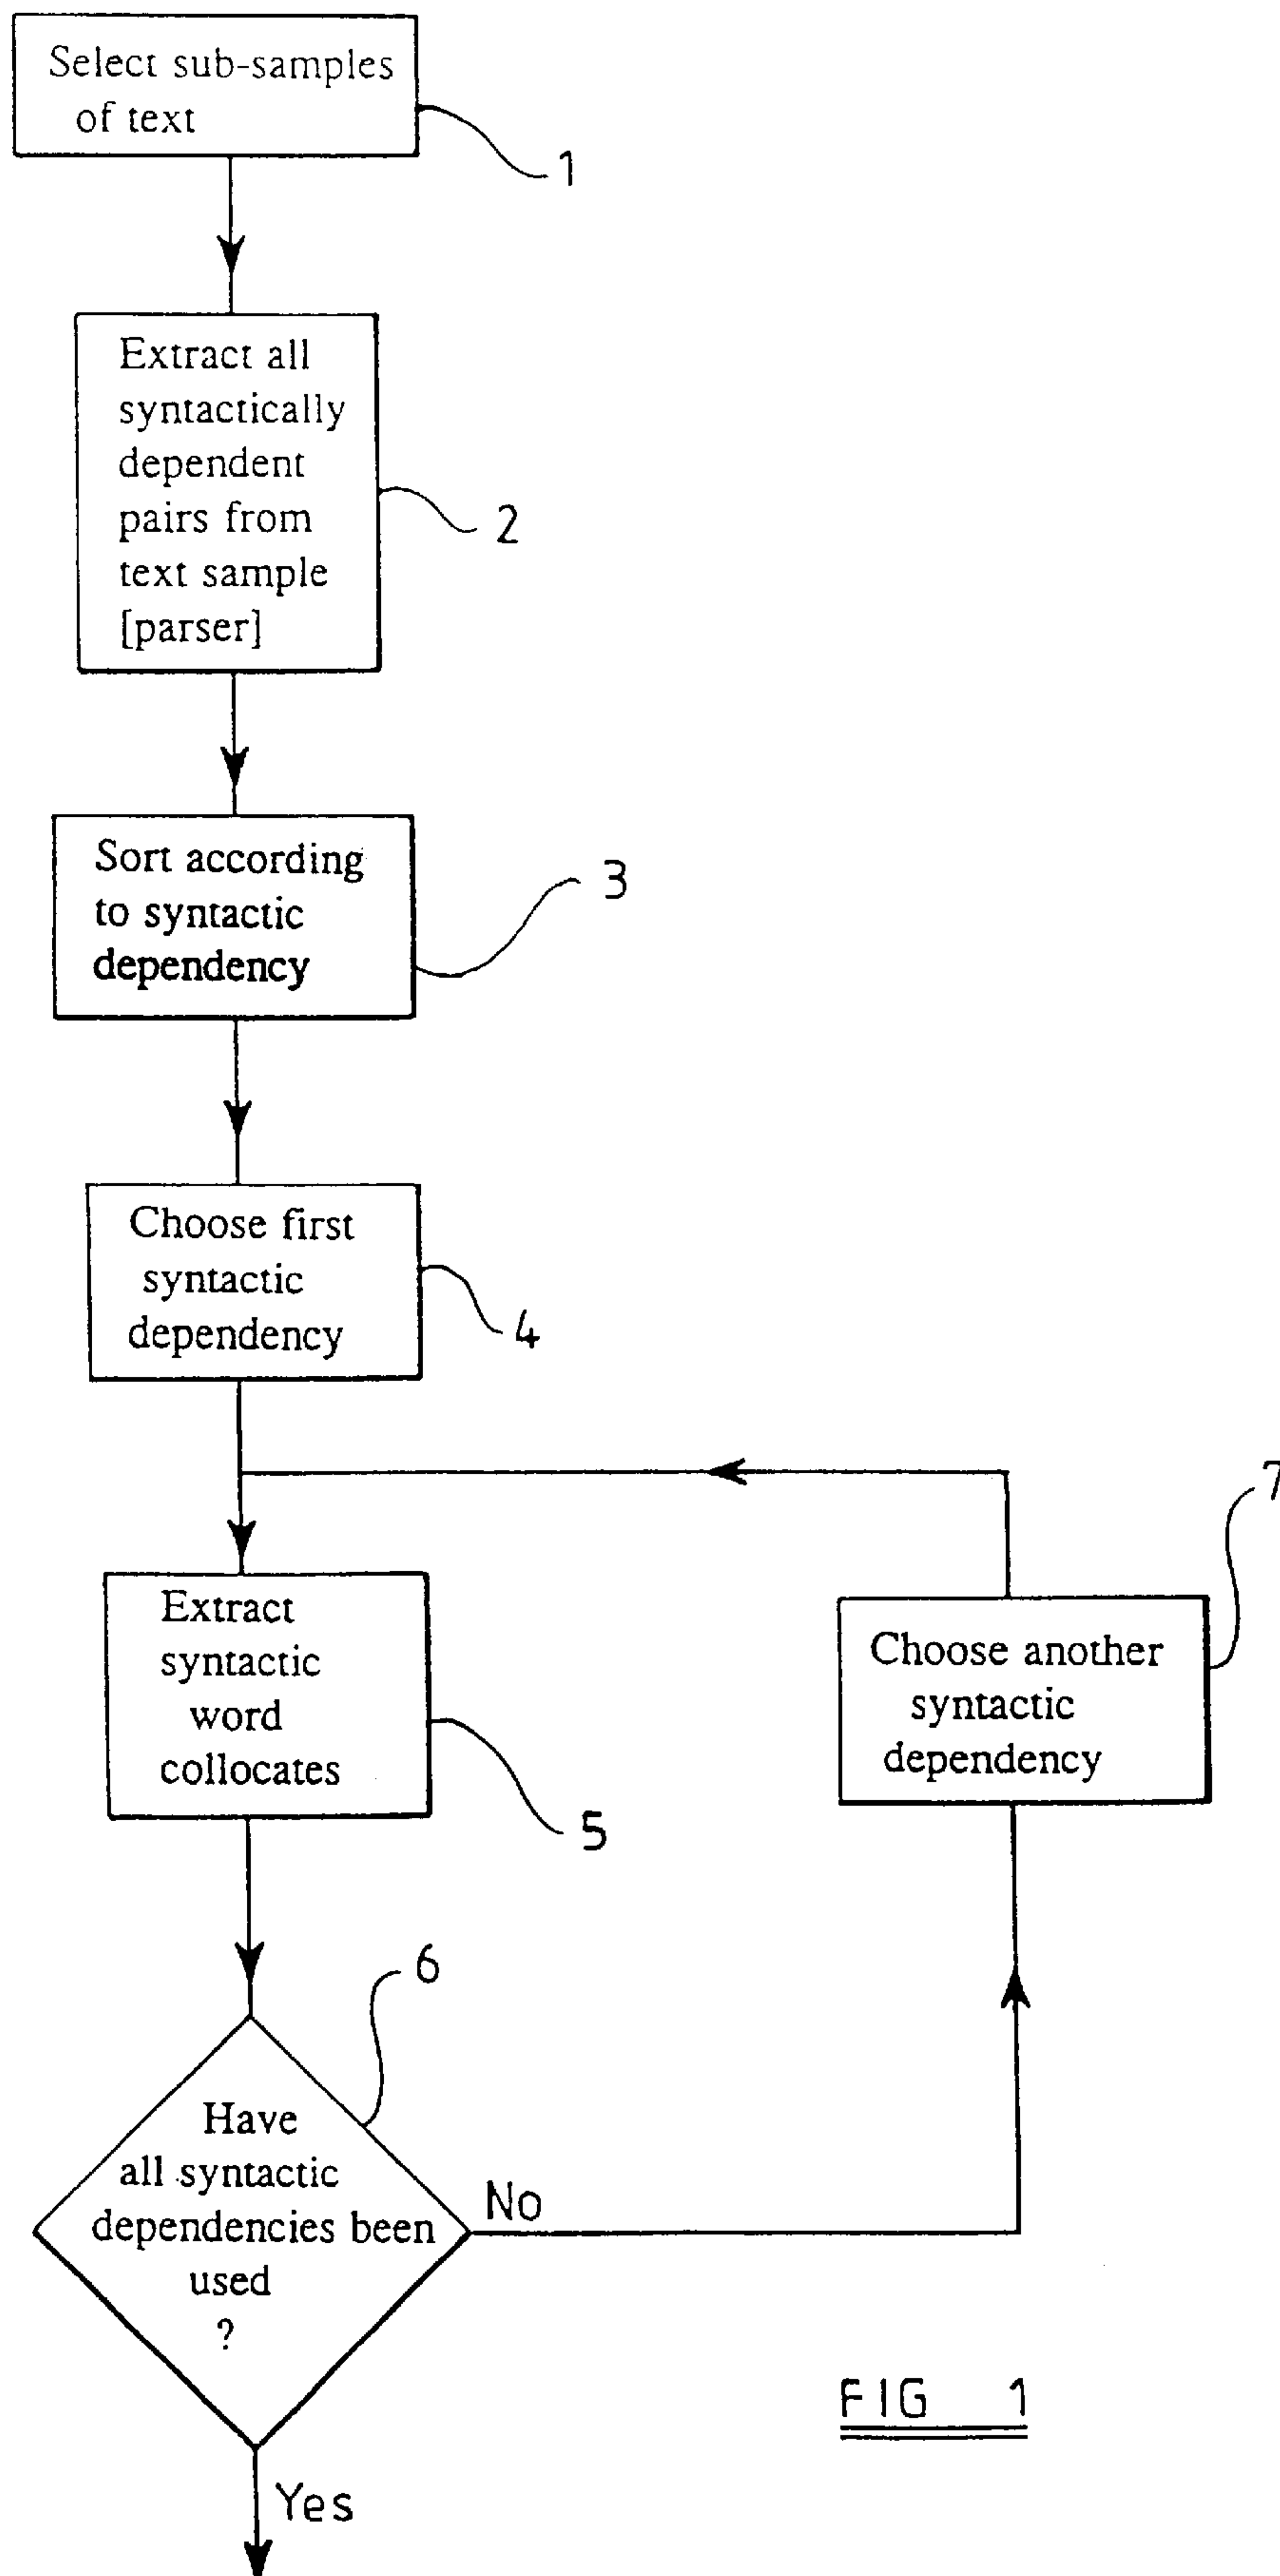 Select sub-samples
of text
1
Extract all
syntactically
dependent
pairs from
text sample
[parser]
2
Sort according
to syntactic
dependency
3
Choose first
syntactic
dependency
4
7
Extract
syntactic
word
collocates
5
Choose another
syntactic
dependency
6
Have
all syntactic
dependencies been
used
?
No
Yes
FIG 1